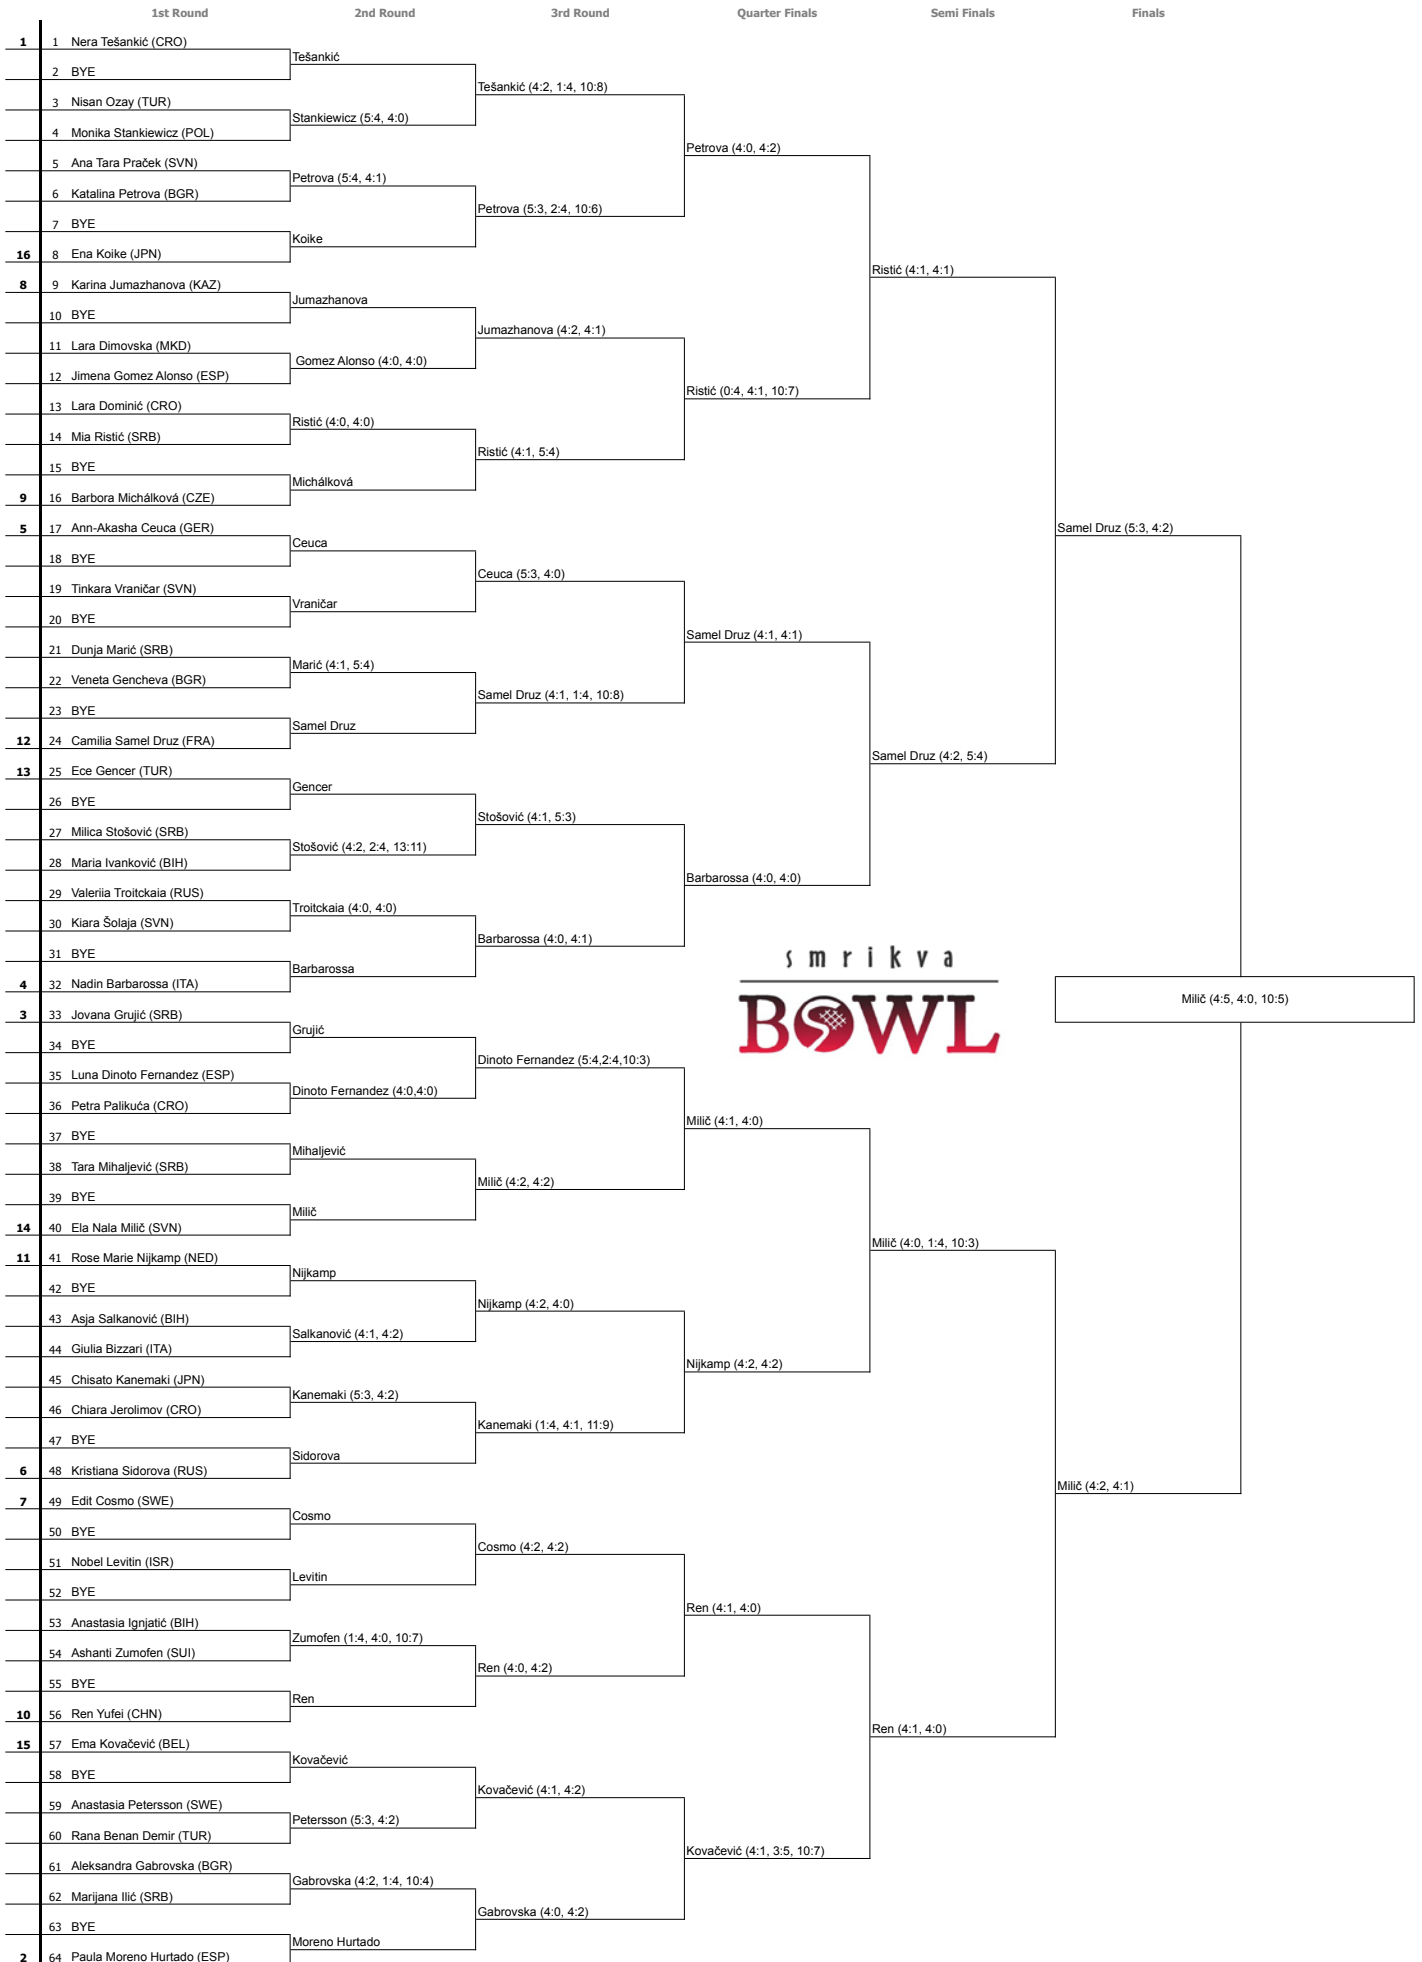 1st Round 2nd Round 3rd Round Quarter Finals Semi Finals Finals
1 1 Nera Tešankić (CRO)
Tešankić
2 BYE
Tešankić (4:2, 1:4, 10:8)
3 Nisan Ozay (TUR)
Stankiewicz (5:4, 4:0)
4 Monika Stankiewicz (POL)
Petrova (4:0, 4:2)
5 Ana Tara Praček (SVN)
Petrova (5:4, 4:1)
6 Katalina Petrova (BGR)
Petrova (5:3, 2:4, 10:6)
7 BYE
Koike
16 8 Ena Koike (JPN)
Ristić (4:1, 4:1)
8 9 Karina Jumazhanova (KAZ)
Jumazhanova
10 BYE
Jumazhanova (4:2, 4:1)
11 Lara Dimovska (MKD)
Gomez Alonso (4:0, 4:0)
12 Jimena Gomez Alonso (ESP)
Ristić (0:4, 4:1, 10:7)
13 Lara Dominić (CRO)
Ristić (4:0, 4:0)
14 Mia Ristić (SRB)
Ristić (4:1, 5:4)
15 BYE
Michálková
9 16 Barbora Michálková (CZE)
5 17 Ann-Akasha Ceuca (GER)
Samel Druz (5:3, 4:2)
Ceuca
18 BYE
Ceuca (5:3, 4:0)
19 Tinkara Vraničar (SVN)
Vraničar
20 BYE
Samel Druz (4:1, 4:1)
21 Dunja Marić (SRB)
Marić (4:1, 5:4)
22 Veneta Gencheva (BGR)
Samel Druz (4:1, 1:4, 10:8)
23 BYE
Samel Druz
12 24 Camilia Samel Druz (FRA)
Samel Druz (4:2, 5:4)
13 25 Ece Gencer (TUR)
Gencer
26 BYE
Stošović (4:1, 5:3)
27 Milica Stošović (SRB)
Stošović (4:2, 2:4, 13:11)
28 Maria Ivanković (BIH)
Barbarossa (4:0, 4:0)
29 Valeriia Troitckaia (RUS)
Troitckaia (4:0, 4:0)
30 Kiara Šolaja (SVN)
Barbarossa (4:0, 4:1)
31 BYE
smrikva
Barbarossa
4 32 Nadin Barbarossa (ITA)
Milič (4:5, 4:0, 10:5)
BOWL
3 33 Jovana Grujić (SRB)
Grujić
34 BYE
Dinoto Fernandez (5:4,2:4,10:3)
35 Luna Dinoto Fernandez (ESP)
Dinoto Fernandez (4:0,4:0)
36 Petra Palikuća (CRO)
Milič (4:1, 4:0)
37 BYE
Mihaljević
38 Tara Mihaljević (SRB)
Milič (4:2, 4:2)
39 BYE
Milič
14 40 Ela Nala Milič (SVN)
Milič (4:0, 1:4, 10:3)
11 41 Rose Marie Nijkamp (NED)
Nijkamp
42 BYE
Nijkamp (4:2, 4:0)
43 Asja Salkanović (BIH)
Salkanović (4:1, 4:2)
44 Giulia Bizzari (ITA)
Nijkamp (4:2, 4:2)
45 Chisato Kanemaki (JPN)
Kanemaki (5:3, 4:2)
46 Chiara Jerolimov (CRO)
Kanemaki (1:4, 4:1, 11:9)
47 BYE
Sidorova
6 48 Kristiana Sidorova (RUS)
Milič (4:2, 4:1)
7 49 Edit Cosmo (SWE)
Cosmo
50 BYE
Cosmo (4:2, 4:2)
51 Nobel Levitin (ISR)
Levitin
52 BYE
Ren (4:1, 4:0)
53 Anastasia Ignjatić (BIH)
Zumofen (1:4, 4:0, 10:7)
54 Ashanti Zumofen (SUI)
Ren (4:0, 4:2)
55 BYE
Ren
10 56 Ren Yufei (CHN)
Ren (4:1, 4:0)
15 57 Ema Kovačević (BEL)
Kovačević
58 BYE
Kovačević (4:1, 4:2)
59 Anastasia Petersson (SWE)
Petersson (5:3, 4:2)
60 Rana Benan Demir (TUR)
Kovačević (4:1, 3:5, 10:7)
61 Aleksandra Gabrovska (BGR)
Gabrovska (4:2, 1:4, 10:4)
62 Marijana Ilić (SRB)
Gabrovska (4:0, 4:2)
63 BYE
Moreno Hurtado
2 64 Paula Moreno Hurtado (ESP)